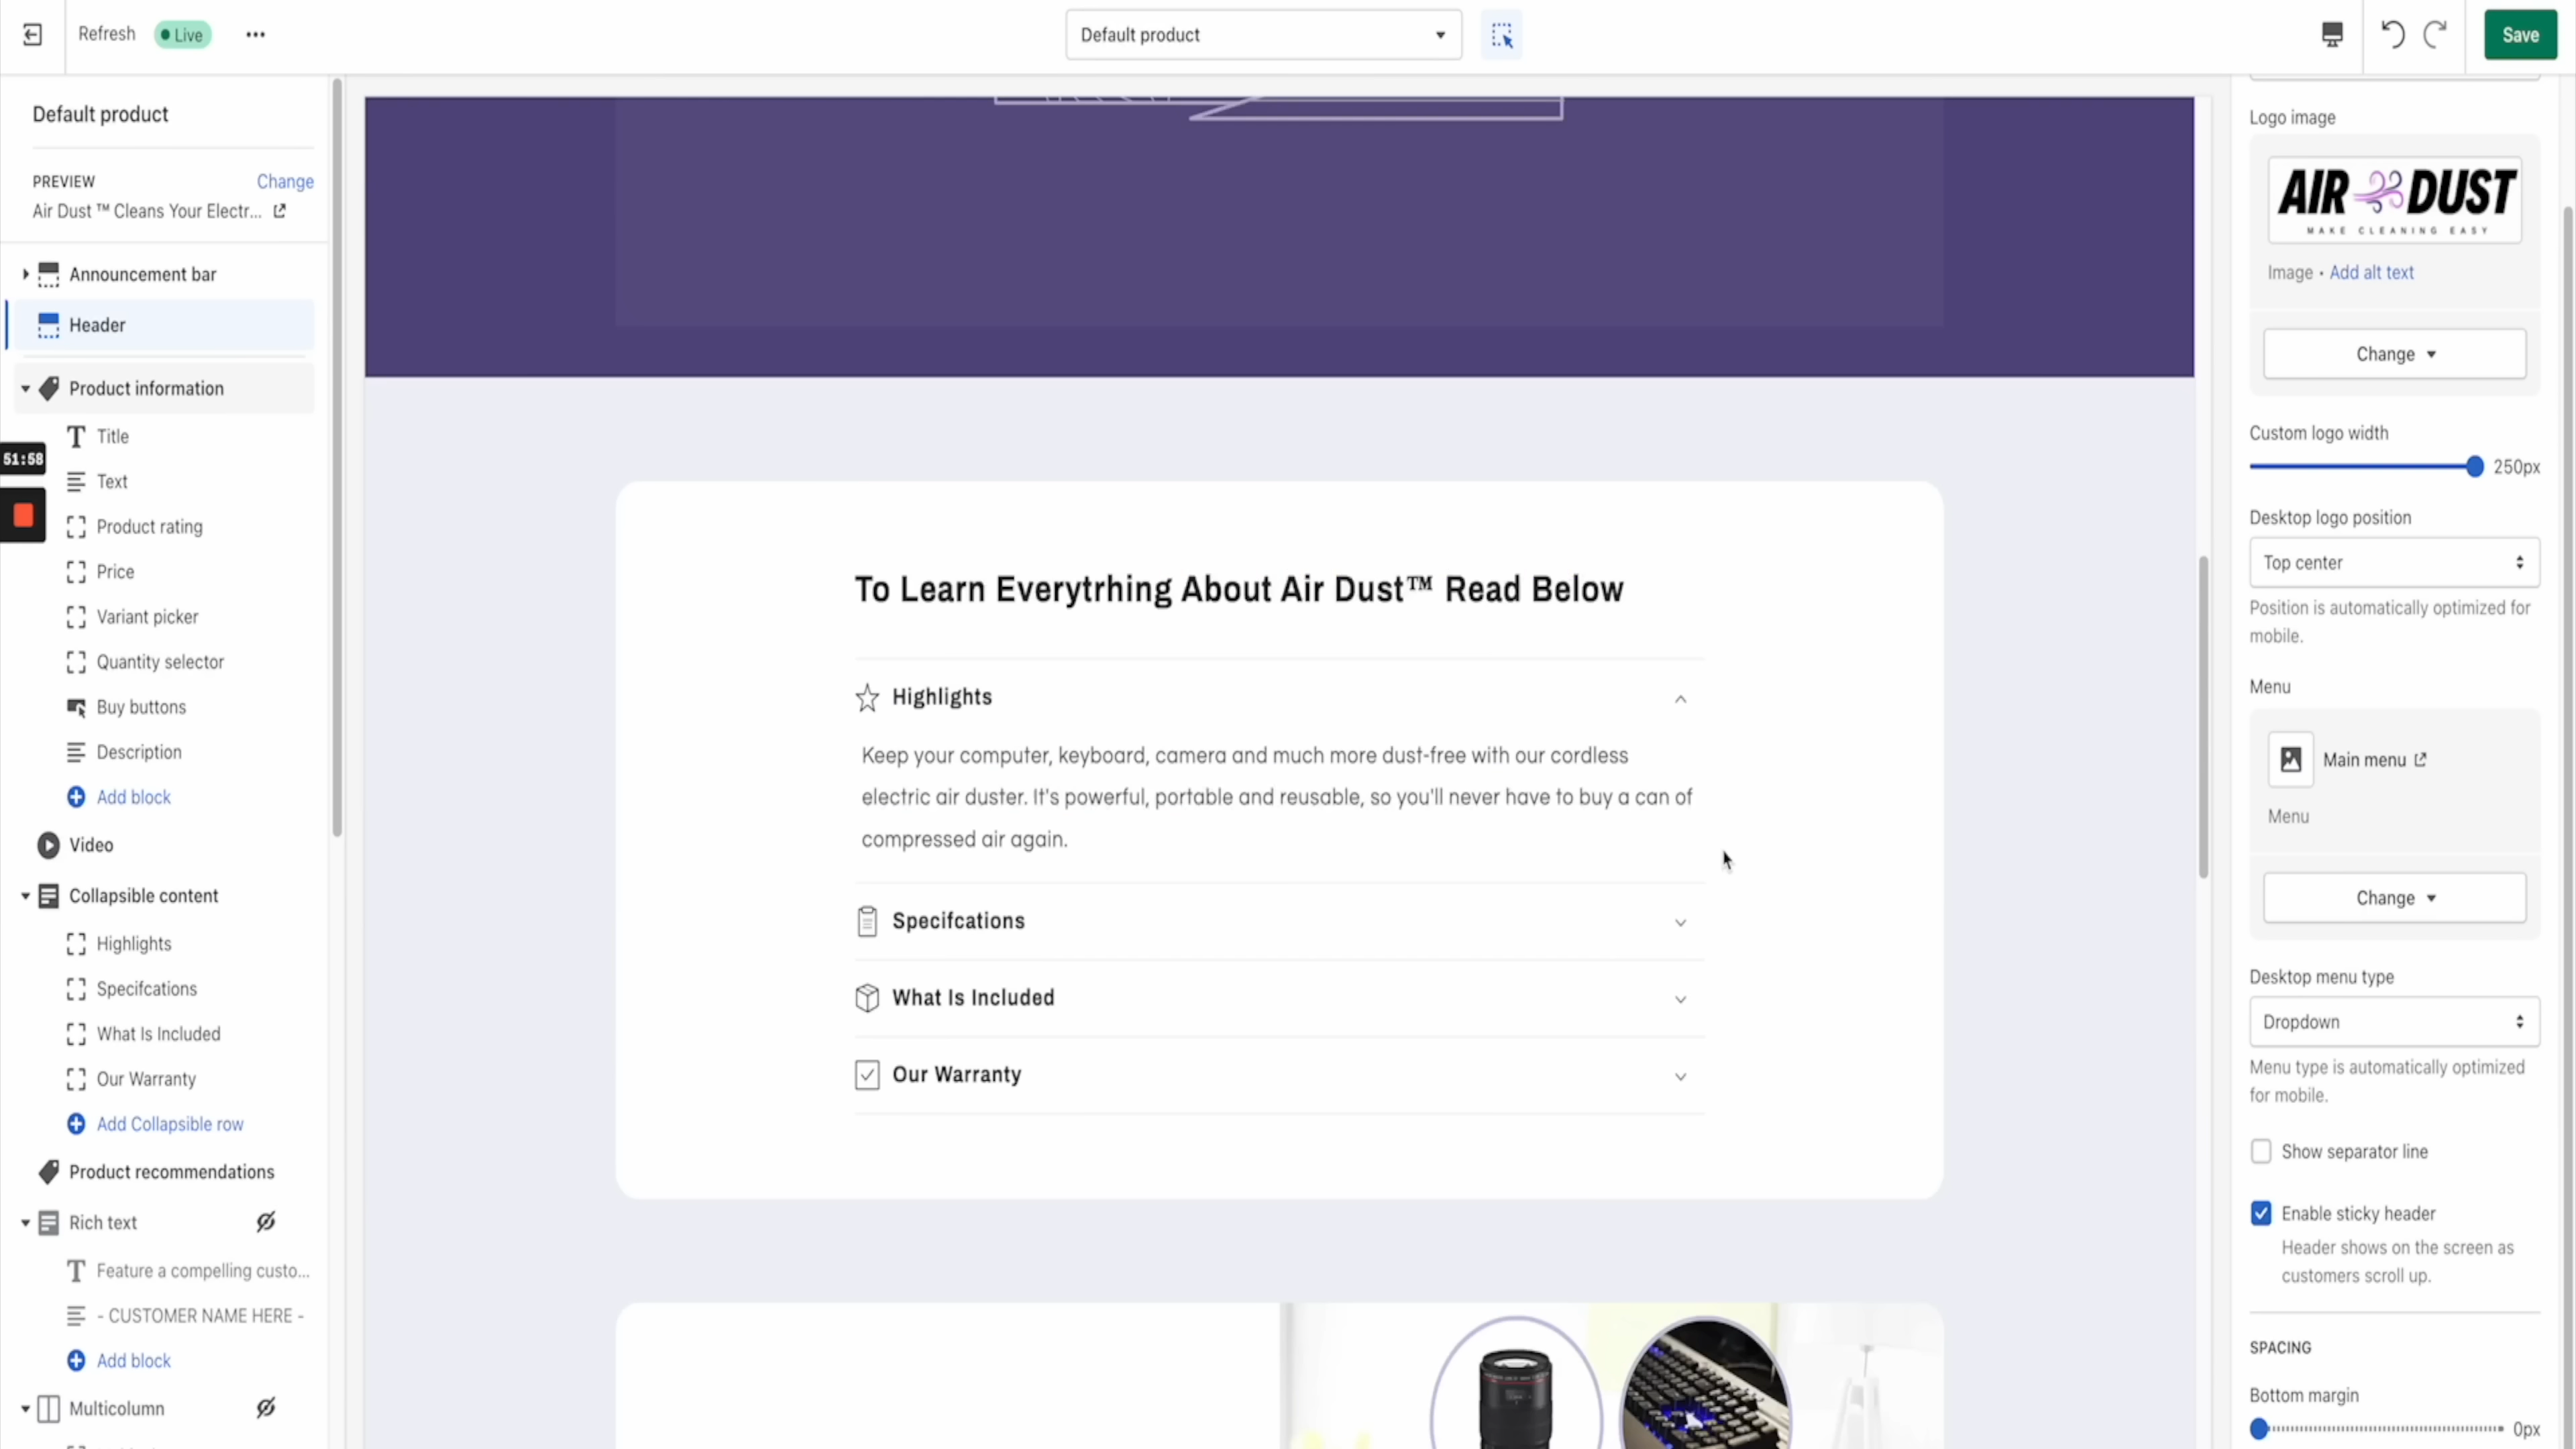 Refresh
Live
Default product
Save
Default product
PREVIEW
Change
Air Dust ™ Cleans Your Electr...
Announcement bar
Header
Product information
Title
51:58
Text
Product rating
Price
Variant picker
Quantity selector
Buy buttons
Description
Add block
Video
Collapsible content
Highlights
Specifcations
What Is Included
Our Warranty
Add Collapsible row
Product recommendations
Rich text
Feature a compelling custo...
- CUSTOMER NAME HERE -
Add block
Multicolumn
To Learn Everytrhing About Air Dust™ Read Below
Highlights
Keep your computer, keyboard, camera and much more dust-free with our cordless
electric air duster. It's powerful, portable and reusable, so you'll never have to buy a can of
compressed air again.
Specifcations
What Is Included
Our Warranty
Logo image
AIR DUST
MAKE CLEANING EASY
Image • Add alt text
Change
Custom logo width
250px
Desktop logo position
Top center
Position is automatically optimized for
mobile.
Menu
Main menu
Menu
Change
Desktop menu type
Dropdown
Menu type is automatically optimized
for mobile.
Show separator line
Enable sticky header
Header shows on the screen as
customers scroll up.
SPACING
Bottom margin
0px